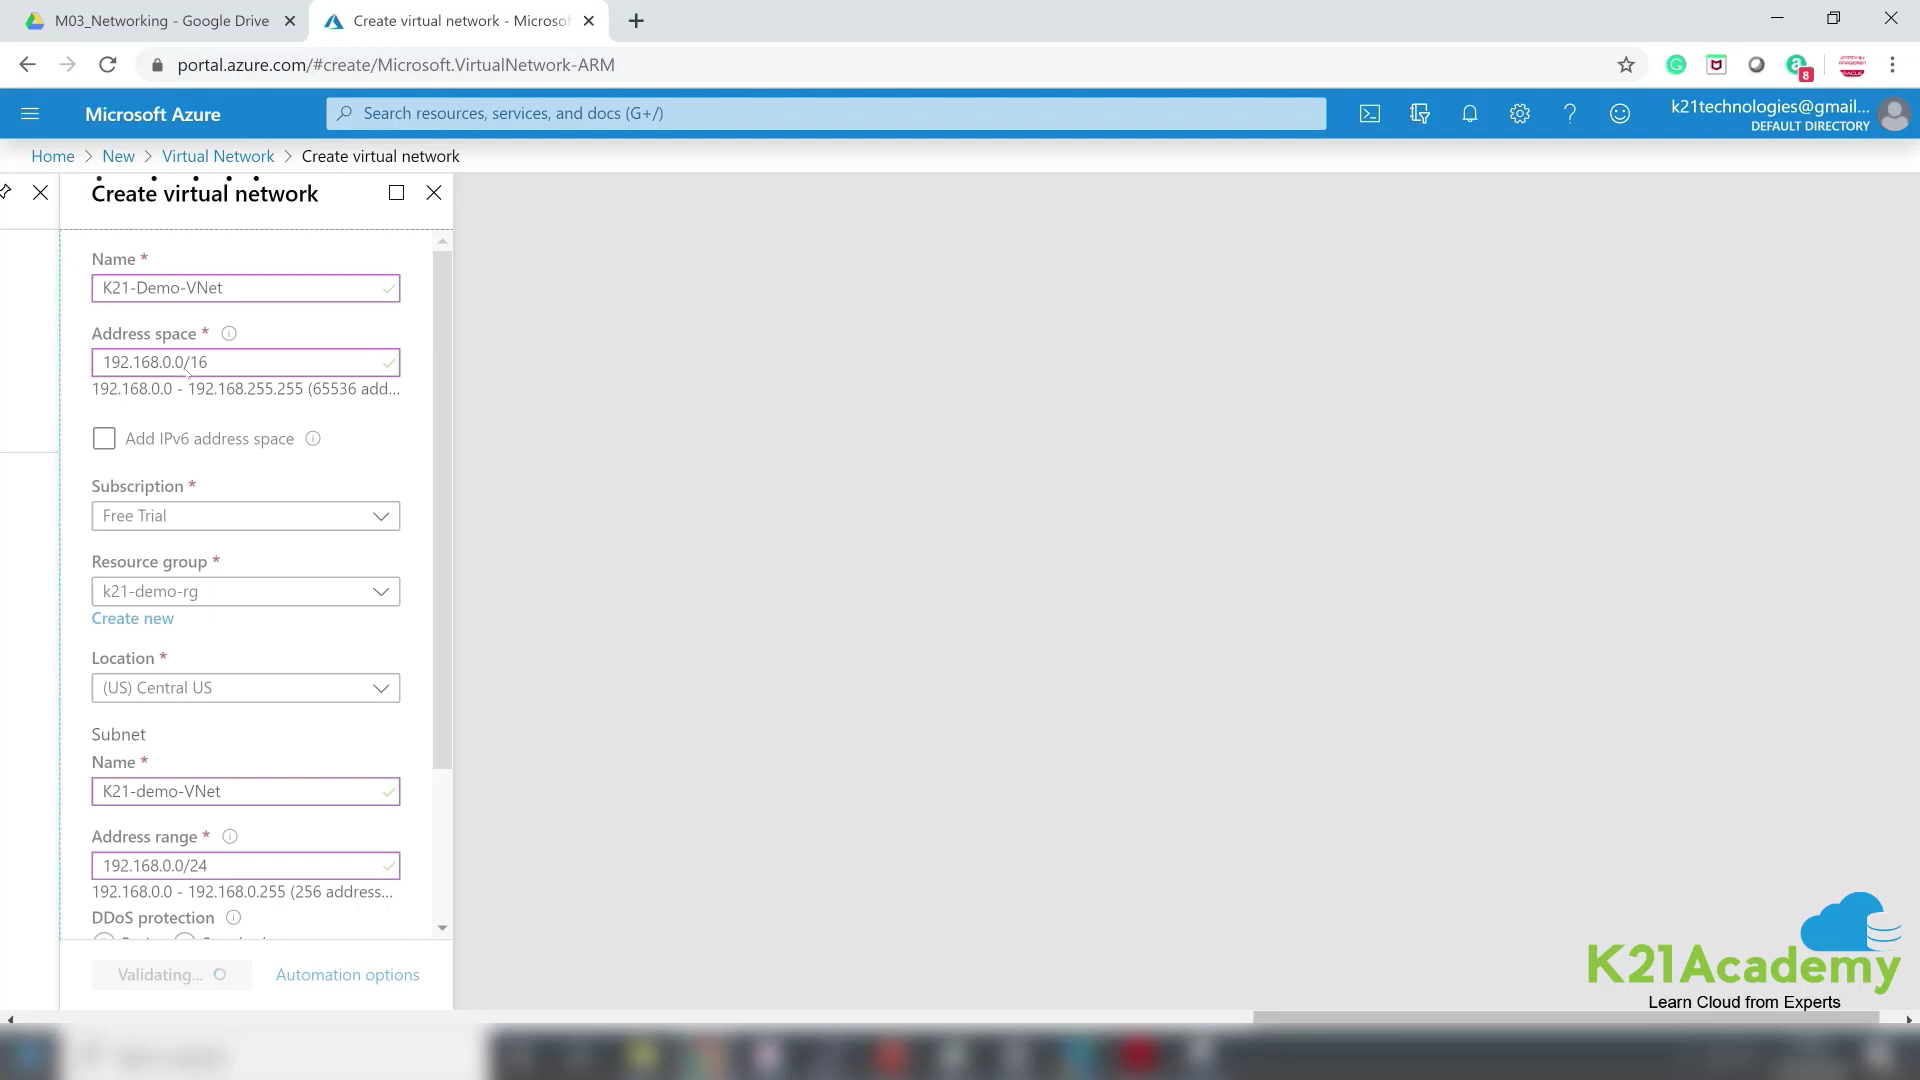 M03_Networking - Google Drive
Create virtual network - Microsof
portal.azure.com/#create/Microsoft.VirtualNetwork-ARM
8
Microsoft Azure
Search resources, services, and docs (G+/)
k21technologies@gmail...
DEFAULT DIRECTORY
Home > New > Virtual Network > Create virtual network
Create virtual network
Name *
K21-Demo-VNet
Address space *
192.168.0.0/16
192.168.0.0 - 192.168.255.255 (65536 add...
Add IPv6 address space
Subscription *
Free Trial
Resource group *
k21-demo-rg
Create new
Location *
(US) Central US
Subnet
Name *
K21-demo-VNet
Address range *
192.168.0.0/24
192.168.0.0 - 192.168.0.255 (256 address...
DDoS protection
Validating...
Automation options
K21Academy
Learn Cloud from Experts